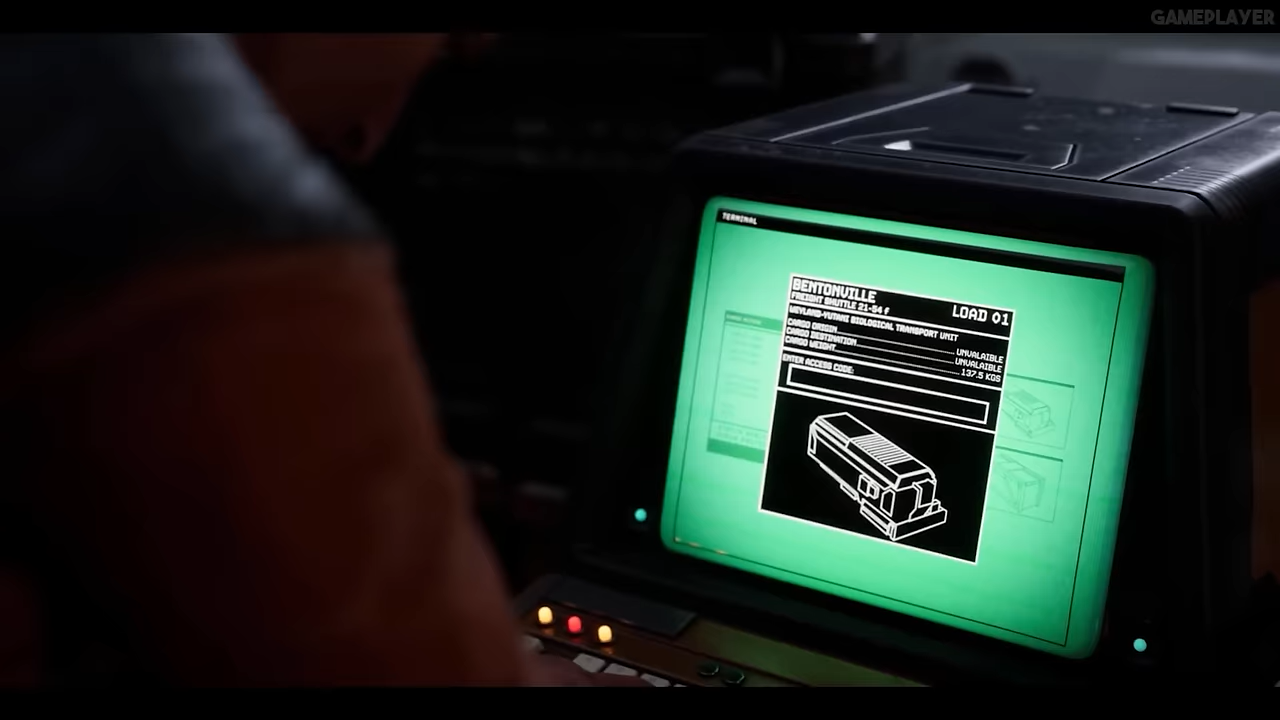 GAMEPLAYER
TERMINAL
BENTONVILLE
FREIGHT SHUTTLE 21-54 f
LOAD 01
WEYLAND-YUTANI BIOLOGICAL TRANSPORT UNIT
CARGO ORIGIN UNVALAIBLE
CARGO DESTINATION UNVALAIBLE
CARGO WEIGHT 137.5 KGS
ENTER ACCESS CODE: